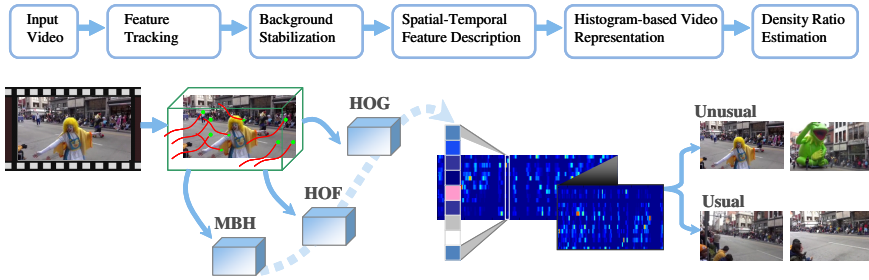 Input
Video
Feature
Tracking
Background
Stabilization
Spatial-Temporal
Feature Description
Histogram-based Video
Representation
Density Ratio
Estimation
HOG
HOF
MBH
Unusual
Usual